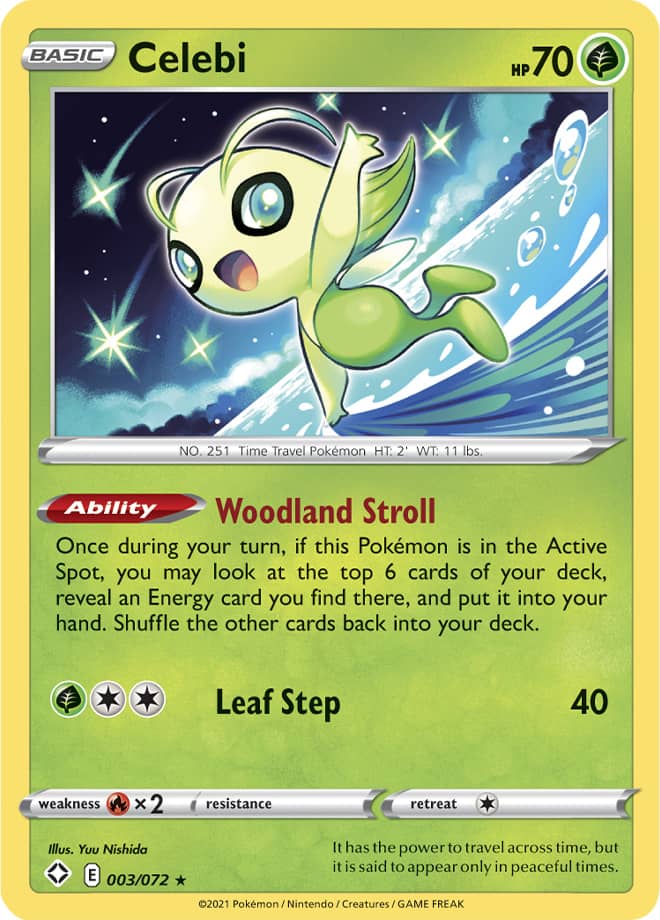 BASIC Celebi HP 70
NO. 251 Time Travel Pokémon HT: 2' WT: 11 lbs.
Ability Woodland Stroll
Once during your turn, if this Pokémon is in the Active
Spot, you may look at the top 6 cards of your deck,
reveal an Energy card you find there, and put it into your
hand. Shuffle the other cards back into your deck.
Leaf Step 40
weakness ×2 resistance retreat
Illus. Yuu Nishida
E 003/072 ★
It has the power to travel across time, but
it is said to appear only in peaceful times.
©2021 Pokémon / Nintendo / Creatures / GAME FREAK